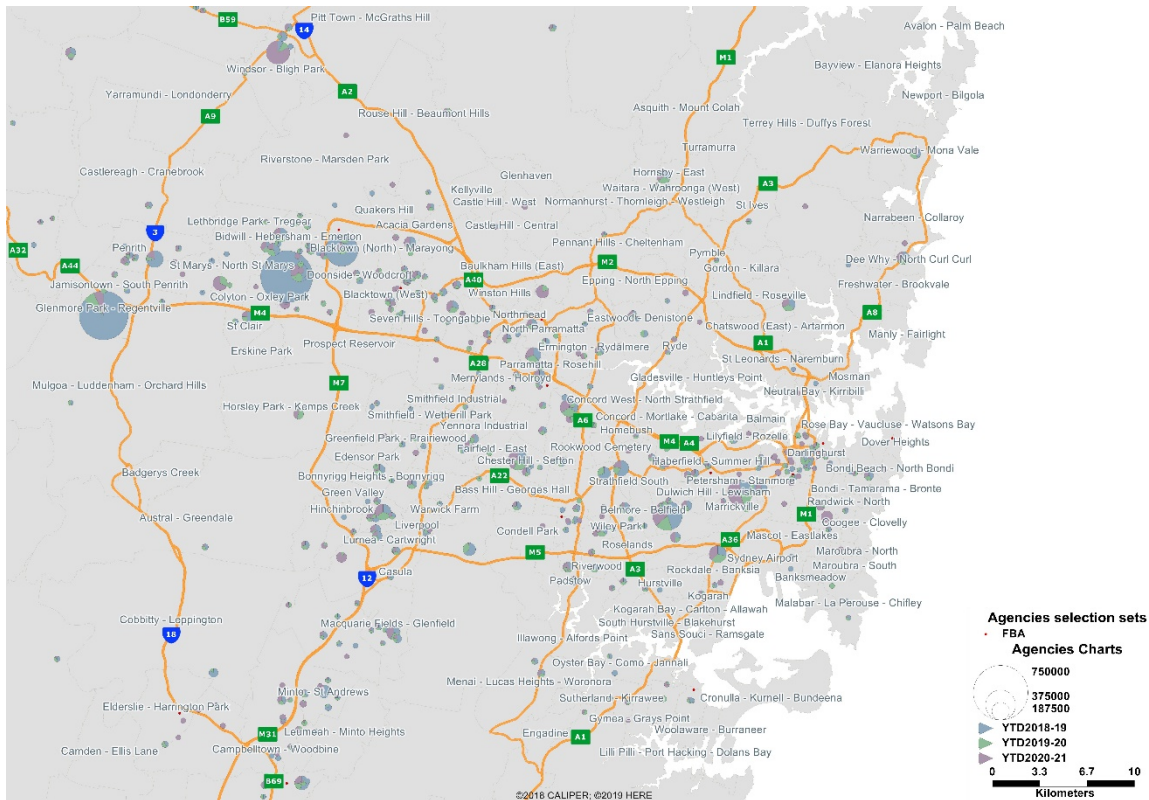 B59
Pitt Town - McGraths Hill
14
Avalon - Palm Beach
M1
Windsor - Bligh Park
Bayview - Elanora Heights
Yarramundi - Londonderry
A2
Newport - Bilgola
A9
Rouse Hill - Beaumont Hills
Asquith - Mount Colah
Terrey Hills - Duffys Forest
Turramurra
Warriewood - Mona Vale
Riverstone - Marsden Park
Castlereagh - Cranebrook
Glenhaven
Hornsby - East
A3
Kellyville
Waitara - Wahroonga (West)
Castle Hill - West
Normanhurst - Thornleigh - Westleigh
St Ives
Quakers Hill
Lethbridge Park - Tregear
Acacia Gardens
Castle Hill - Central
Narrabeen - Collaroy
3
Bidwill - Hebersham - Emerton
Pennant Hills - Cheltenham
A32
Penrith
Blacktown (North) - Marayong
Pymble
Dee Why - North Curl Curl
A44
St Marys - North St Marys
Baulkham Hills (East)
M2
Gordon - Killara
Doonside - Woodcroft
A40
Epping - North Epping
Jamisontown - South Penrith
Freshwater - Brookvale
Colyton - Oxley Park
Blacktown (West)
Winston Hills
Lindfield - Roseville
Glenmore Park - Regentville
M4
Seven Hills - Toongabbie
Northmead
Eastwood - Denistone
A8
St Clair
North Parramatta
Chatswood (East) - Artarmon
Manly - Fairlight
Prospect Reservoir
Ermington - Rydalmere
Ryde
A1
Erskine Park
A28
Parramatta - Rosehill
St Leonards - Naremburn
Mulgoa - Luddenham - Orchard Hills
M7
Merrylands - Holroyd
Gladesville - Huntleys Point
Mosman
Neutral Bay - Kirribilli
Smithfield Industrial
Concord West - North Strathfield
Horsley Park - Kemps Creek
Smithfield - Wetherill Park
A6
Concord - Mortlake - Cabarita
Balmain
Yennora Industrial
Homebush
Rose Bay - Vaucluse - Watsons Bay
Greenfield Park - Prairiewood
M4
A4
Lilyfield - Rozelle
Dover Heights
Fairfield - East
Rookwood Cemetery
Darlinghurst
Edensor Park
Chester Hill - Sefton
Haberfield - Summer Hill
Badgerys Creek
Bonnyrigg Heights - Bonnyrigg
A22
Strathfield South
Petersham - Stanmore
Bondi Beach - North Bondi
Green Valley
Bass Hill - Georges Hall
Dulwich Hill - Lewisham
Bondi - Tamarama - Bronte
Hinchinbrook
Warwick Farm
Belmore - Belfield
Marrickville
Randwick - North
Austral - Greendale
M1
Coogee - Clovelly
Liverpool
Condell Park
Wiley Park
Lurnea - Cartwright
Roselands
A36
Mascot - Eastlakes
M5
Sydney Airport
Maroubra - North
Riverwood
A3
Rockdale - Banksia
Maroubra - South
12
Casula
Padstow
Hurstville
Banksmeadow
Kogarah
Malabar - La Perouse - Chifley
Cobbitty - Leppington
Kogarah Bay - Carlton - Allawah
Macquarie Fields - Glenfield
South Hurstville - Blakehurst
18
Illawong - Alfords Point
Sans Souci - Ramsgate
Oyster Bay - Como - Jannali
Menai - Lucas Heights - Woronora
Minto - St Andrews
Sutherland - Kirrawee
Cronulla - Kurnell - Bundeena
Elderslie - Harrington Park
Gymea - Grays Point
Leumeah - Minto Heights
Engadine
Woolaware - Burraneer
M31
A1
Camden - Ellis Lane
Campbelltown - Woodbine
Lilli Pilli - Port Hacking - Dolans Bay
B69
©2018 CALIPER; ©2019 HERE
Agencies selection sets
FBA
Agencies Charts
750000
375000
187500
YTD2018-19
YTD2019-20
YTD2020-21
0 3.3 6.7 10
Kilometers